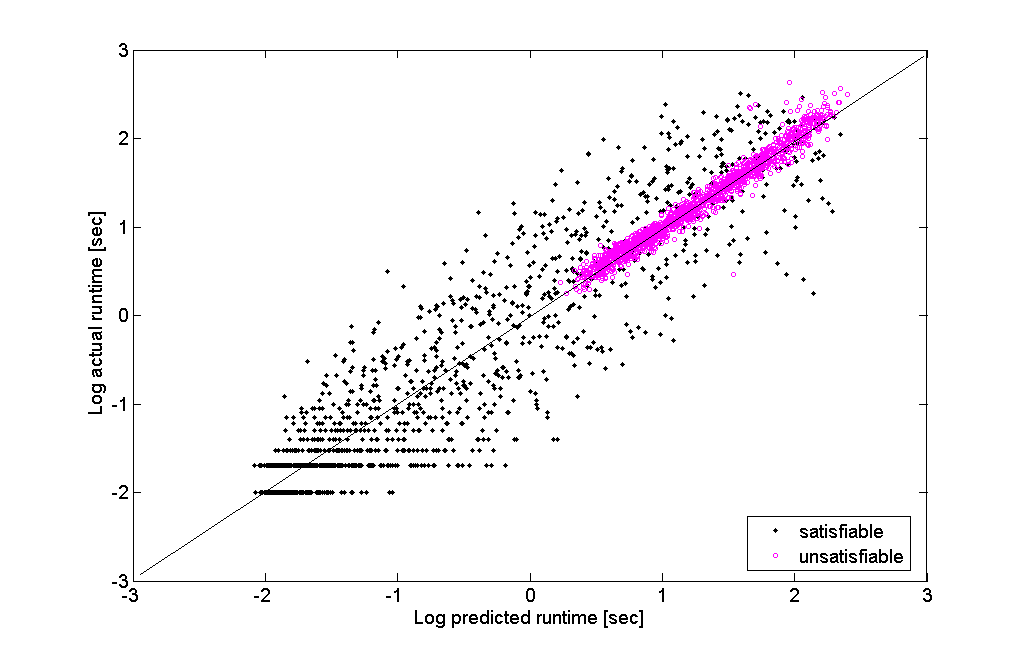 3
2
1
0
-1
-2
-3
Log actual runtime [sec]
-3 -2 -1 0 1 2 3
Log predicted runtime [sec]
satisfiable
unsatisfiable